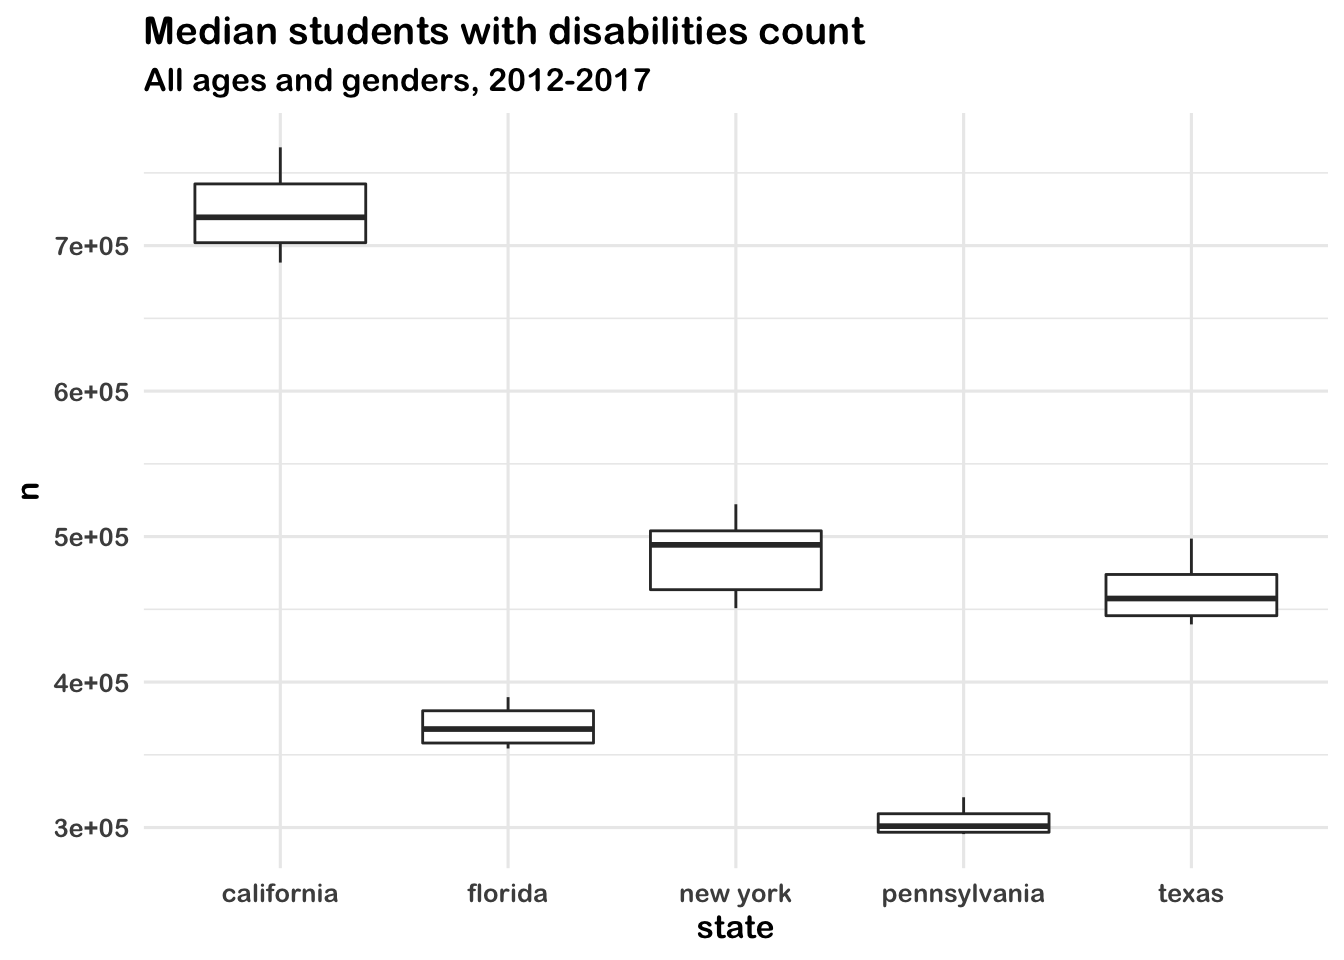 Median students with disabilities count
All ages and genders, 2012-2017
7e+05
6e+05
5e+05
4e+05
3e+05
n
california florida new york pennsylvania texas
state